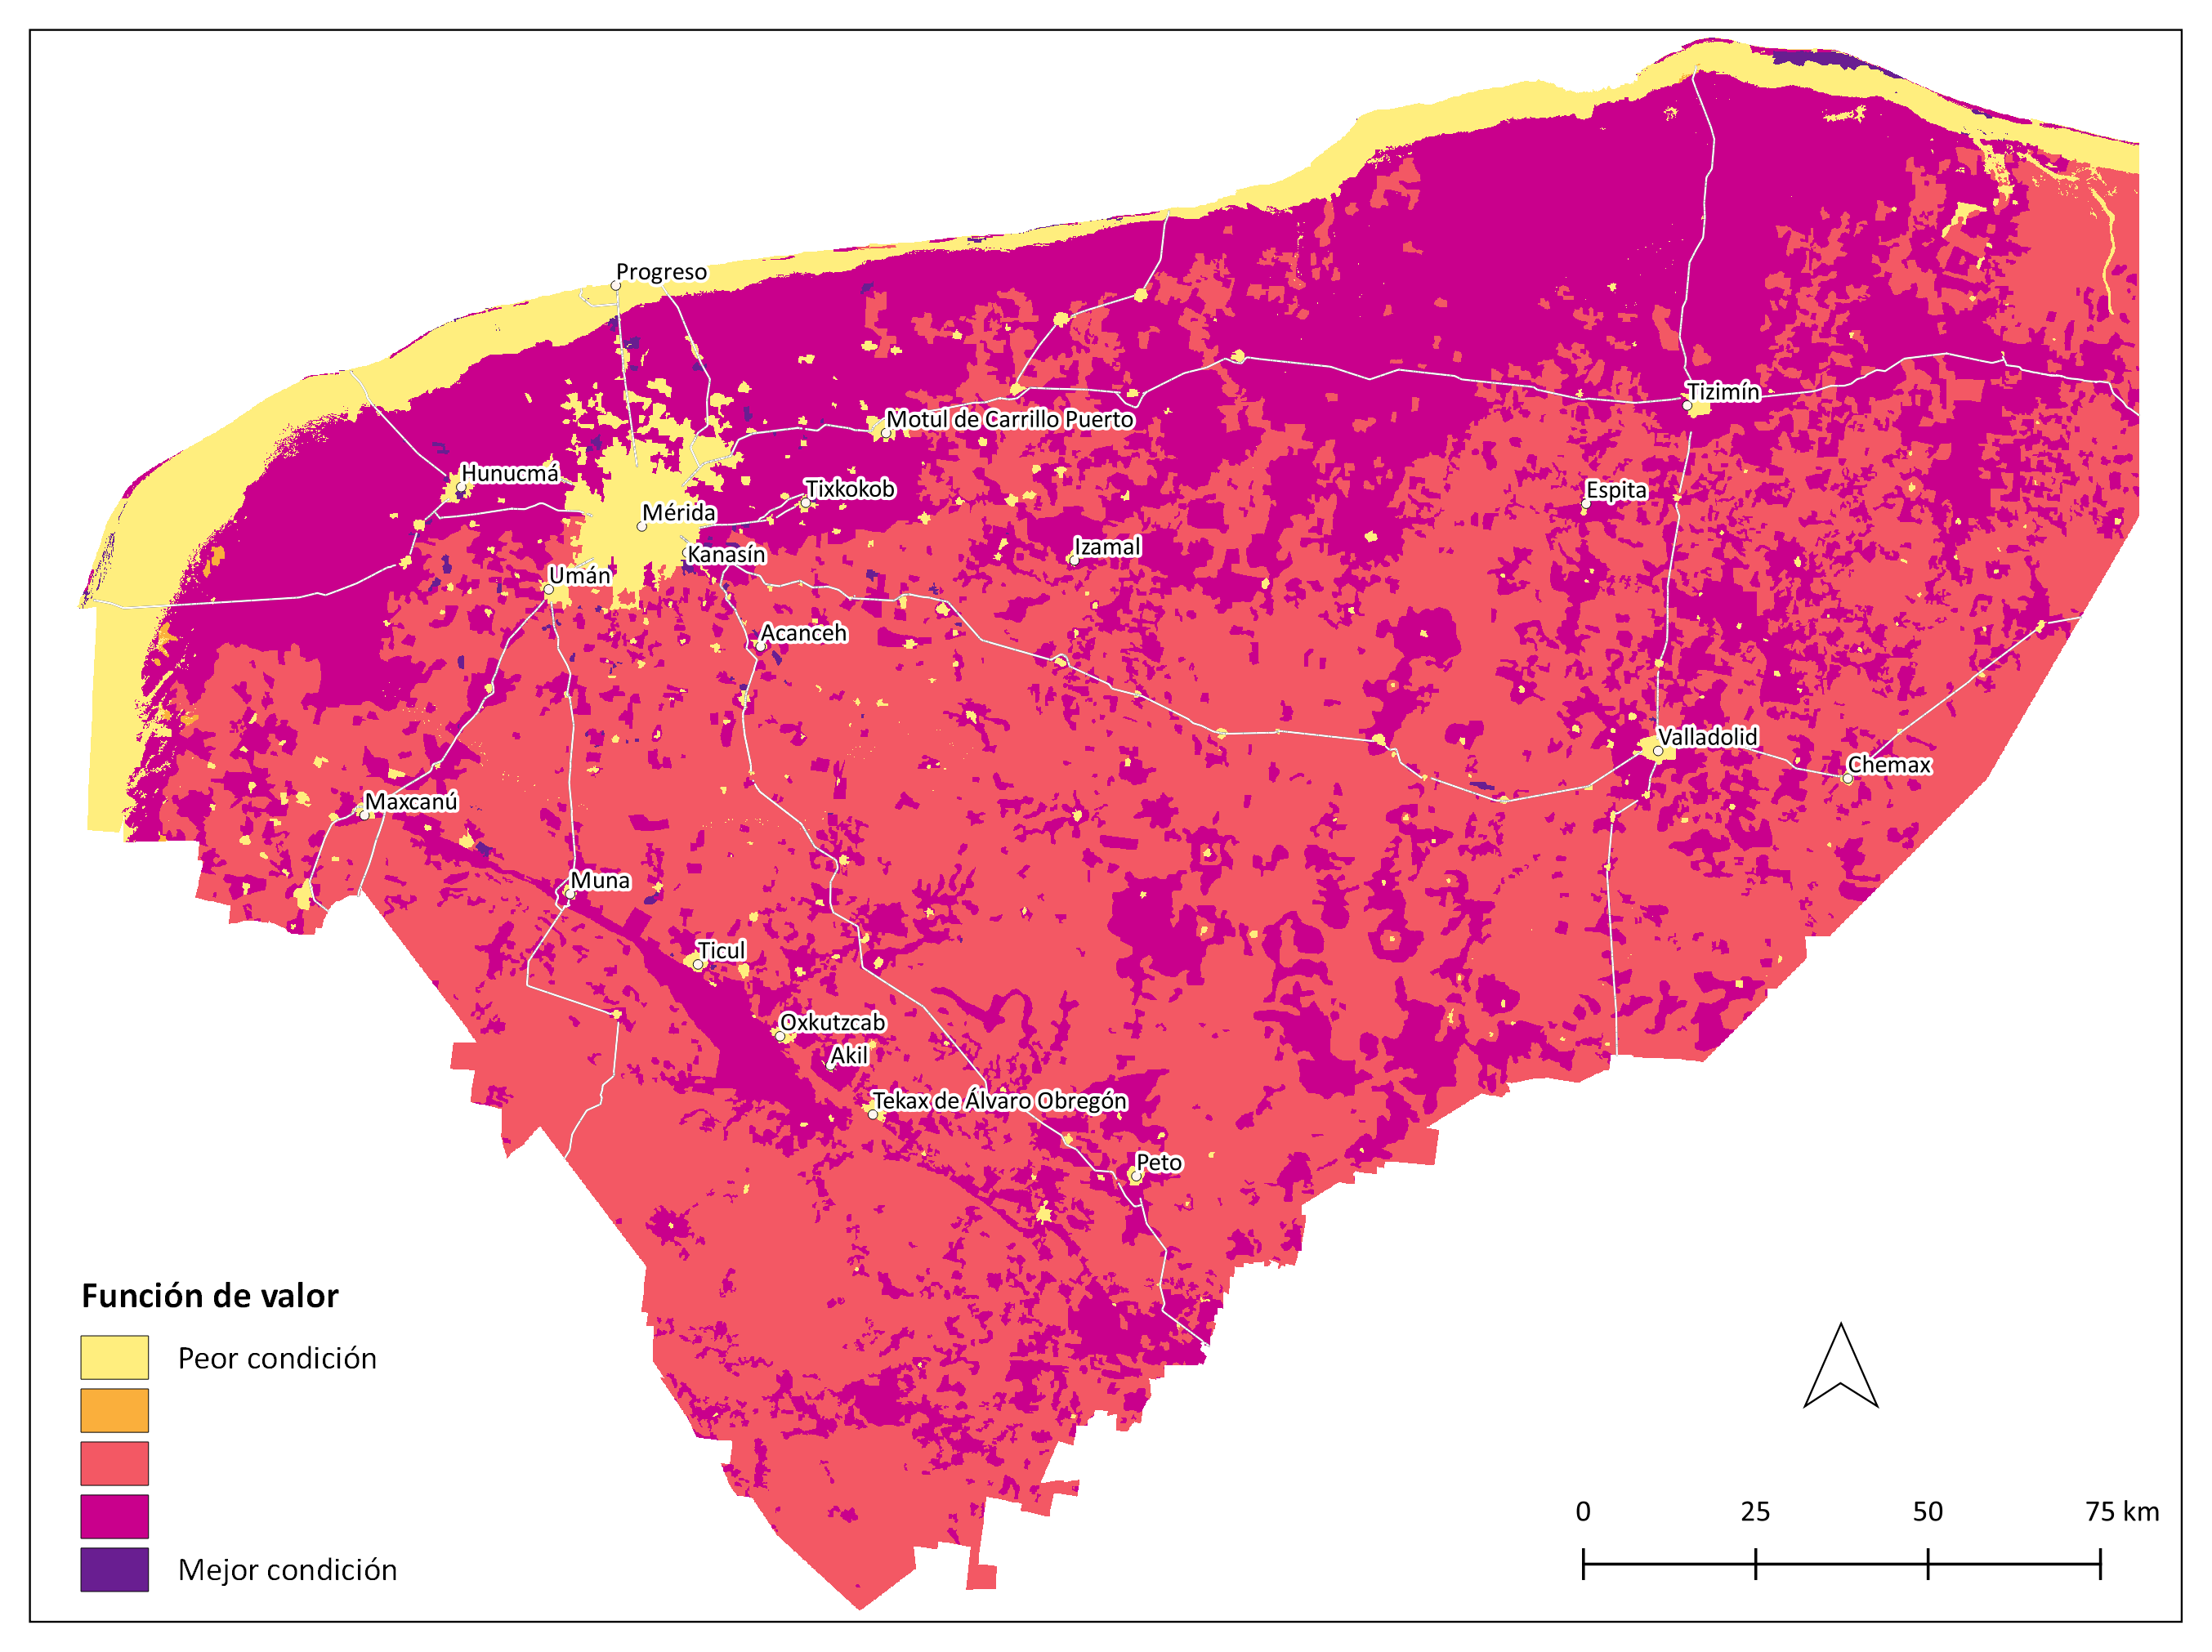 Progreso
Tizimín
Motul de Carrillo Puerto
Hunucmá
Tixkokob
Espita
Mérida
Izamal
Kanasín
Umán
Acanceh
Valladolid
Chemax
Maxcanú
Muna
Ticul
Oxkutzcab
Akil
Tekax de Álvaro Obregón
Peto
Función de valor
Peor condición
Mejor condición
0 25 50 75 km